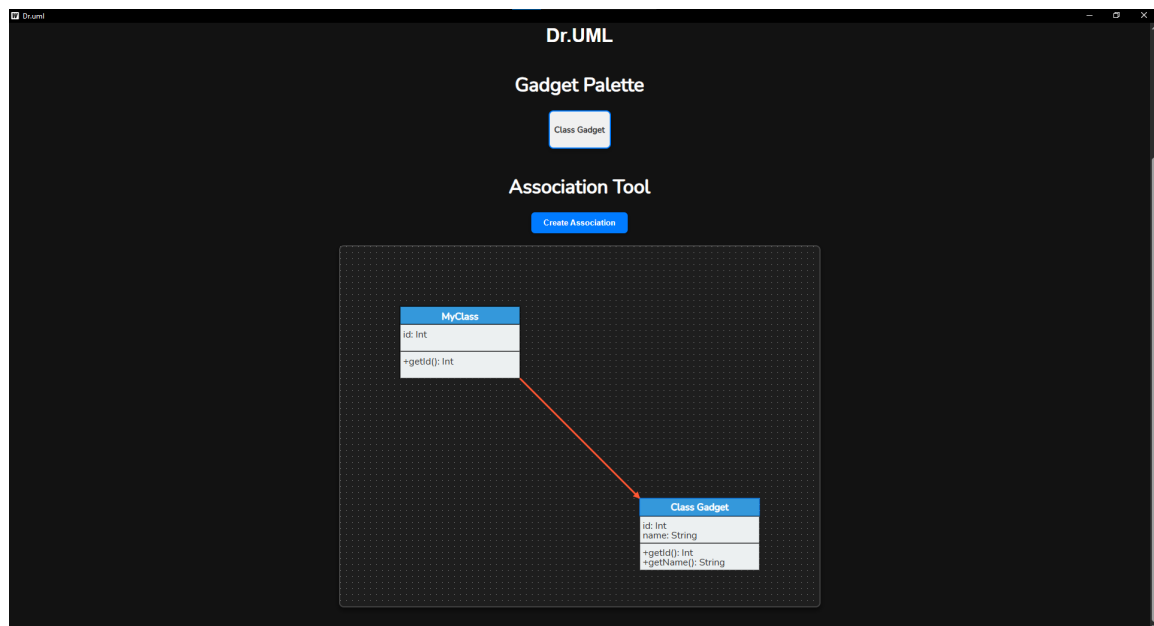 Dr.uml
Dr.UML
Gadget Palette
Class Gadget
Association Tool
Create Association
MyClass
id: Int
+getId(): Int
Class Gadget
id: Int
name: String
+getId(): Int
+getName(): String